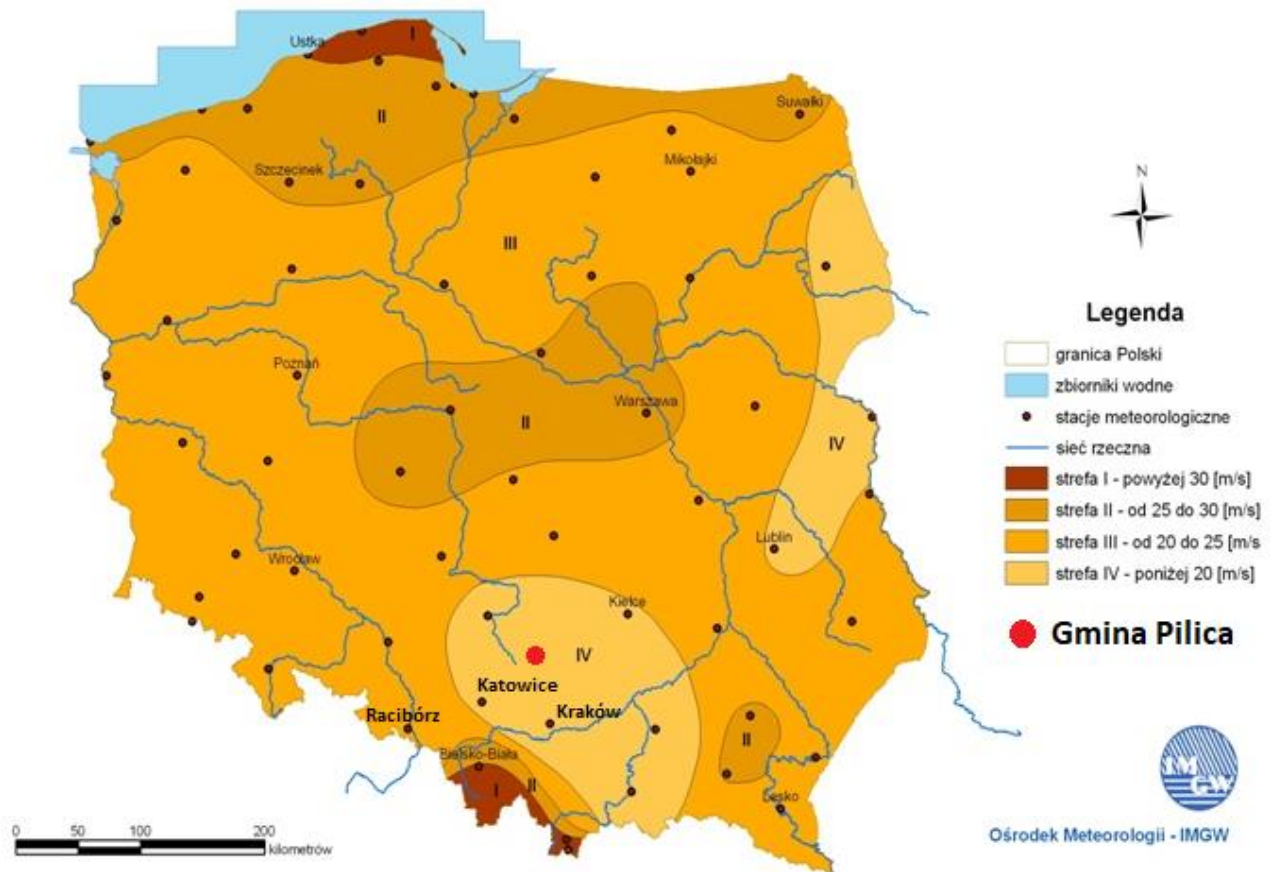 Ustka
I
II
Suwałki
Szczecinek
Mikołajki
N
III
Poznań
Warszawa
II
IV
Wrocław
Lublin
Kielce
IV
Katowice
Kraków
Racibórz
Bielsko-Biała
I
II
II
Lesko
Legenda
granica Polski
zbiorniki wodne
stacje meteorologiczne
sieć rzeczna
strefa I - powyżej 30 [m/s]
strefa II - od 25 do 30 [m/s]
strefa III - od 20 do 25 [m/s
strefa IV - poniżej 20 [m/s]
Gmina Pilica
IM
GW
Ośrodek Meteorologii - IMGW
0 50 100 200
kilometrów